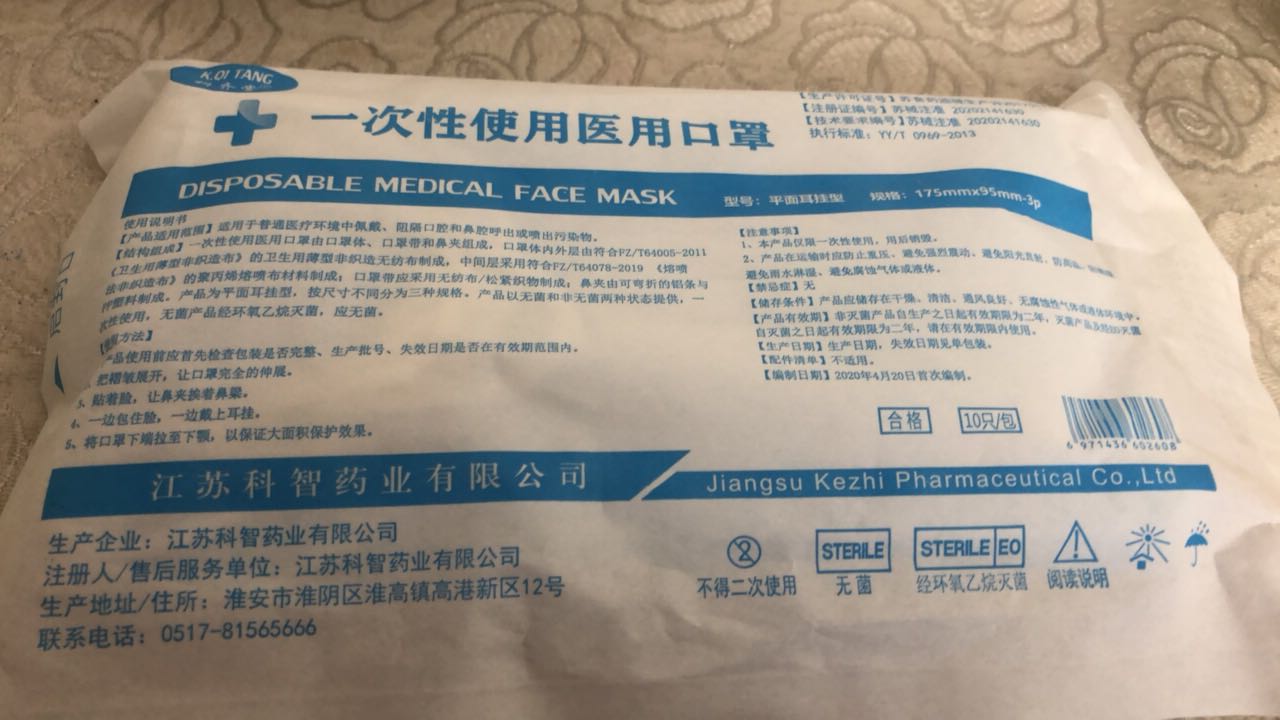 K.QI TANG
一次性使用医用口罩
【生产许可证号】苏食药监械生产许
【注册证编号】苏械注准 20202141630
【技术要求编号】苏械注准 20202141630
执行标准：YY/T 0969-2013
DISPOSABLE MEDICAL FACE MASK
型号：平面耳挂型 规格：175mmx95mm-3p
使用说明书
【产品适用范围】适用于普通医疗环境中佩戴、阻隔口腔和鼻腔呼出或喷出污染物。
【结构组成】一次性使用医用口罩由口罩体、口罩带和鼻夹组成，口罩体内外层由符合FZ/T64005-2011
《卫生用薄型非织造布》的卫生用薄型非织造无纺布制成，中间层采用符合FZ/T64078-2019 《熔喷
法非织造布》的聚丙烯熔喷布材料制成；口罩带应采用无纺布/松紧织物制成；鼻夹由可弯折的铝条与
塑料制成。产品为平面耳挂型，按尺寸不同分为三种规格。产品以无菌和非无菌两种状态提供，一
次性使用，无菌产品经环氧乙烷灭菌，应无菌。
方法】
产品使用前应首先检查包装是否完整、生产批号、失效日期是否在有效期范围内。
把褶皱展开，让口罩完全的伸展。
3、贴着脸，让鼻夹挨着鼻梁。
4、一边包住脸，一边戴上耳挂。
5、将口罩下端拉至下颚，以保证大面积保护效果。
【注意事项】
1、本产品仅限一次性使用，用后销毁。
2、产品在运输时应防止重压、避免强烈震动，避免阳光直射，防高温
避免雨水淋湿、避免腐气体或液体。
【禁忌症】无
【储存条件】产品应储存在干燥、清洁、通风良好、无腐蚀性气体或液体环境中。
【产品有效期】非灭菌产品自生产之日起有效期限为二年，灭菌产品及经EO灭菌
自灭菌之日起有效期限为二年，请在有效期限内使用。
【生产日期】生产日期，失效日期见单包装。
【配件清单】不适用。
【编制日期】2020年4月20日首次编制。
合格 10只/包
6 971436 602608
江苏科智药业有限公司
Jiangsu Kezhi Pharmaceutical Co.,Ltd
生产企业：江苏科智药业有限公司
注册人/售后服务单位：江苏科智药业有限公司
生产地址/住所：淮安市淮阴区淮高镇高港新区12号
联系电话：0517-81565666
2 STERILE STERILE EO
不得二次使用 无菌 经环氧乙烷灭菌 阅读说明